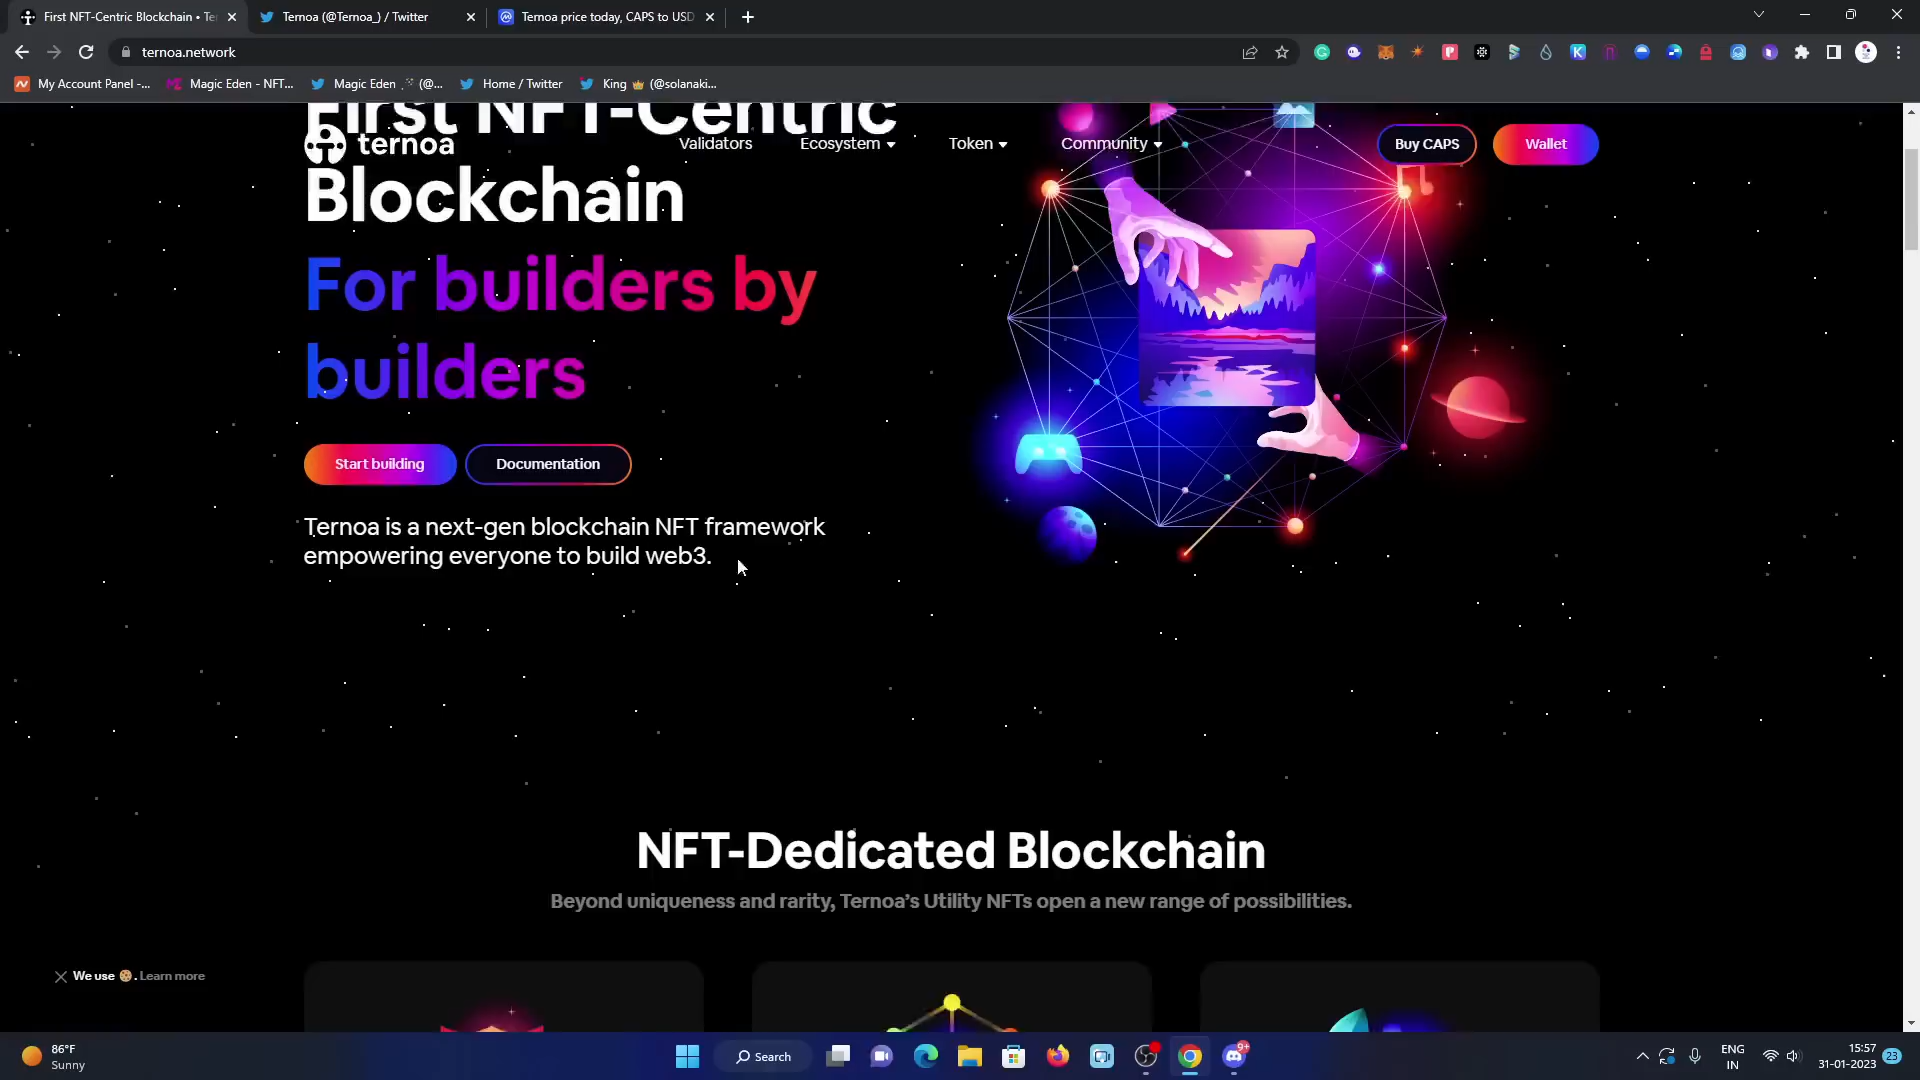 First NFT-Centric Blockchain • Te
Ternoa (@Ternoa_) / Twitter
Ternoa price today, CAPS to USD
ternoa.network
My Account Panel -...
Magic Eden - NFT...
Magic Eden (@...
Home / Twitter
King (@solanaki...
First NFT-Centric
ternoa
Validators
Ecosystem
Token
Community
Buy CAPS
Wallet
Blockchain
For builders by
builders
Start building
Documentation
Ternoa is a next-gen blockchain NFT framework
empowering everyone to build web3.
NFT-Dedicated Blockchain
Beyond uniqueness and rarity, Ternoa’s Utility NFTs open a new range of possibilities.
We use 🍪. Learn more
86°F
Sunny
Search
9+
ENG
IN
15:57
31-01-2023
23